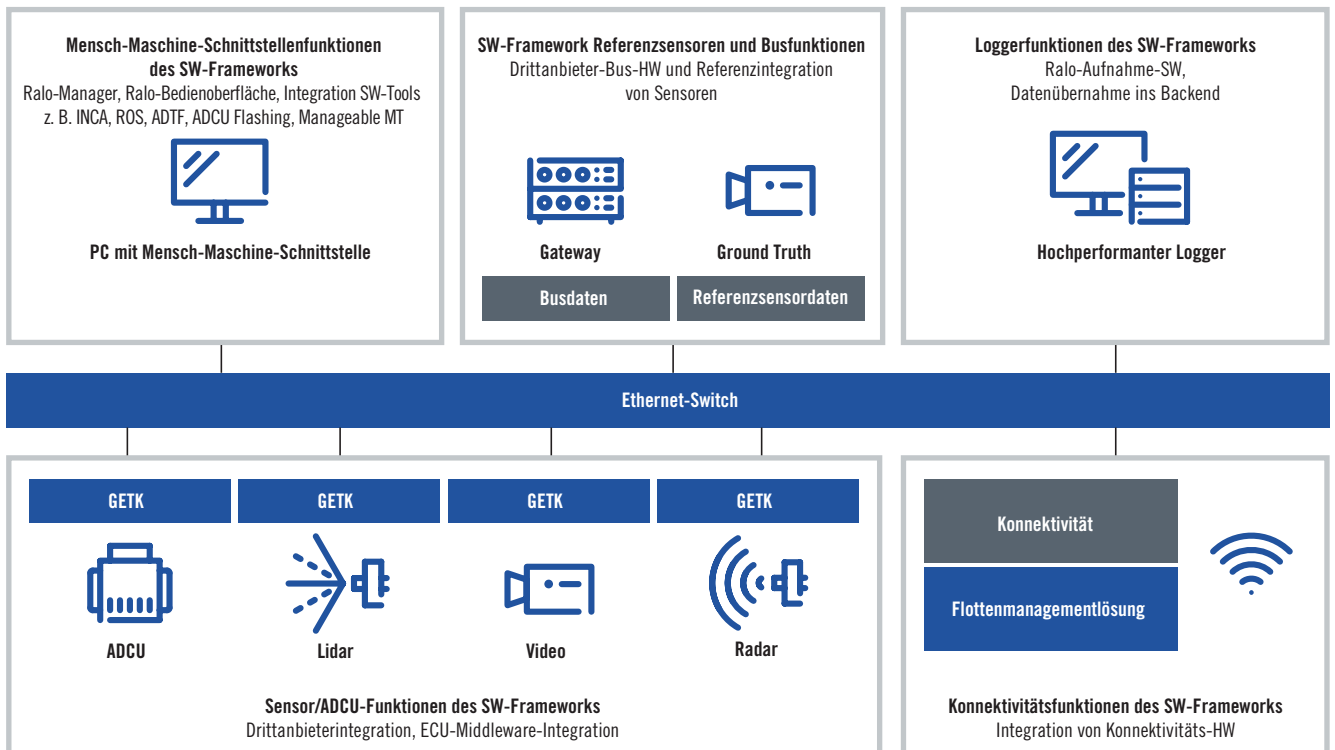 Mensch-Maschine-Schnittstellenfunktionen
des SW-Frameworks
Ralo-Manager, Ralo-Bedienoberfläche, Integration SW-Tools
z. B. INCA, ROS, ADTF, ADCU Flashing, Manageable MT
PC mit Mensch-Maschine-Schnittstelle
SW-Framework Referenzsensoren und Busfunktionen
Drittanbieter-Bus-HW und Referenzintegration
von Sensoren
Gateway
Ground Truth
Busdaten
Referenzsensordaten
Loggerfunktionen des SW-Frameworks
Ralo-Aufnahme-SW,
Datenübernahme ins Backend
Hochperformanter Logger
Ethernet-Switch
GETK
GETK
GETK
GETK
ADCU
Lidar
Video
Radar
Sensor/ADCU-Funktionen des SW-Frameworks
Drittanbieterintegration, ECU-Middleware-Integration
Konnektivität
Flottenmanagementlösung
Konnektivitätsfunktionen des SW-Frameworks
Integration von Konnektivitäts-HW